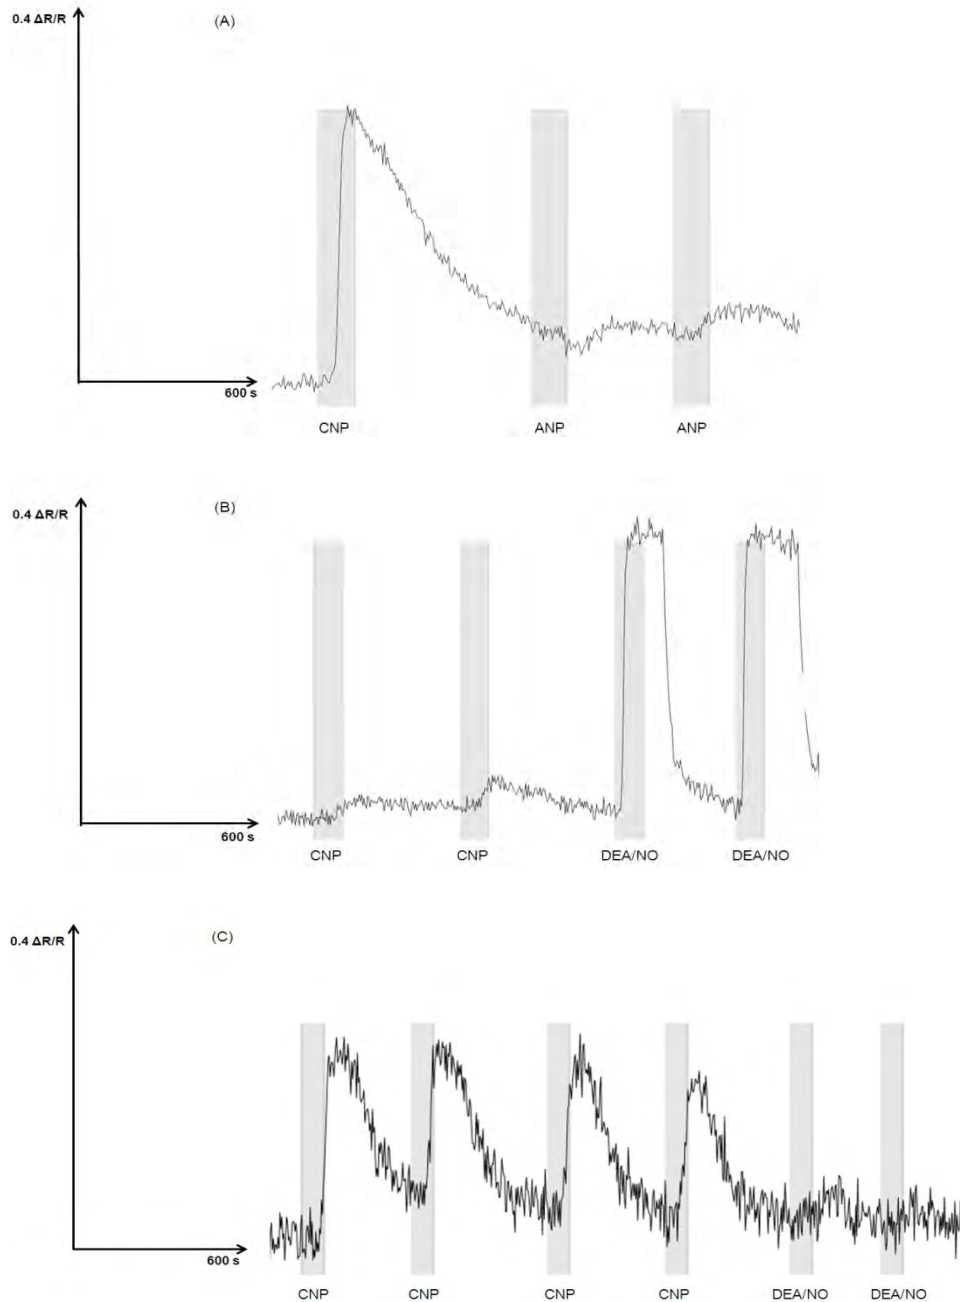 0.4 ΔR/R
(A)
600 s
CNP ANP ANP
0.4 ΔR/R
(B)
600 s
CNP CNP DEA/NO DEA/NO
0.4 ΔR/R
(C)
600 s
CNP CNP CNP CNP DEA/NO DEA/NO